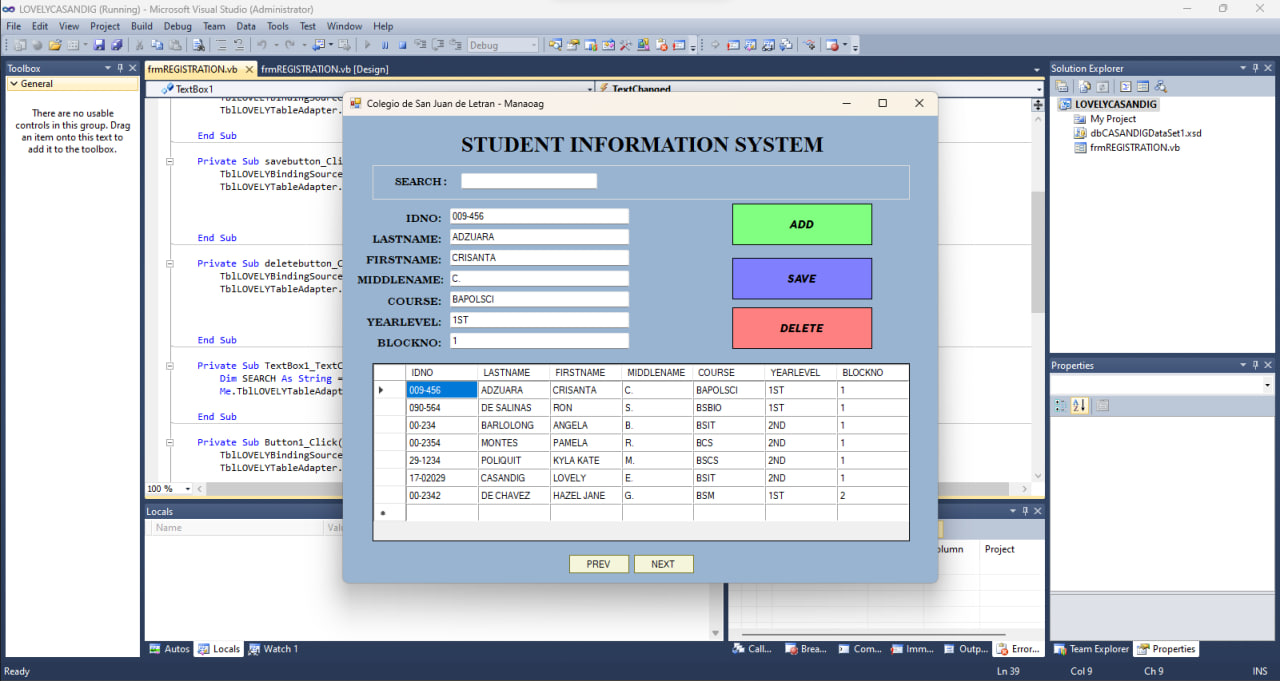 LOVELYCASANDIG (Running) - Microsoft Visual Studio (Administrator)
File Edit View Project Build Debug Team Data Tools Test Window Help
Debug
Toolbox
General
There are no usable
controls in this group. Drag
an item onto this text to
add it to the toolbox.
frmREGISTRATION.vb frmREGISTRATION.vb [Design]
TextBox1 TextChanged
TblLOVELYTableAdapter.
End Sub
Private Sub savebutton_Cli
TblLOVELYBindingSource
TblLOVELYTableAdapter.
End Sub
Private Sub deletebutton_C
TblLOVELYBindingSource
TblLOVELYTableAdapter.
End Sub
Private Sub TextBox1_TextC
Dim SEARCH As String =
Me.TblLOVELYTableAdapt
End Sub
Private Sub Button1_Click(
TblLOVELYBindingSource
TblLOVELYTableAdapter.
100 %
Colegio de San Juan de Letran - Manaoag
STUDENT INFORMATION SYSTEM
SEARCH :
IDNO: 009-456
LASTNAME: ADZUARA
FIRSTNAME: CRISANTA
MIDDLENAME: C.
COURSE: BAPOLSCI
YEARLEVEL: 1ST
BLOCKNO: 1
ADD
SAVE
DELETE
IDNO LASTNAME FIRSTNAME MIDDLENAME COURSE YEARLEVEL BLOCKNO
009-456 ADZUARA CRISANTA C. BAPOLSCI 1ST 1
090-564 DE SALINAS RON S. BSBIO 1ST 1
00-234 BARLOLONG ANGELA B. BSIT 2ND 1
00-2354 MONTES PAMELA R. BCS 2ND 1
29-1234 POLIQUIT KYLA KATE M. BSCS 2ND 1
17-02029 CASANDIG LOVELY E. BSIT 2ND 1
00-2342 DE CHAVEZ HAZEL JANE G. BSM 1ST 2
PREV NEXT
Solution Explorer
LOVELYCASANDIG
My Project
dbCASANDIGDataSet1.xsd
frmREGISTRATION.vb
Properties
Locals
Name
Project
Autos Locals Watch 1
Call... Brea... Com... Imm... Outp... Error...
Team Explorer Properties
Ready Ln 39 Col 9 Ch 9 INS